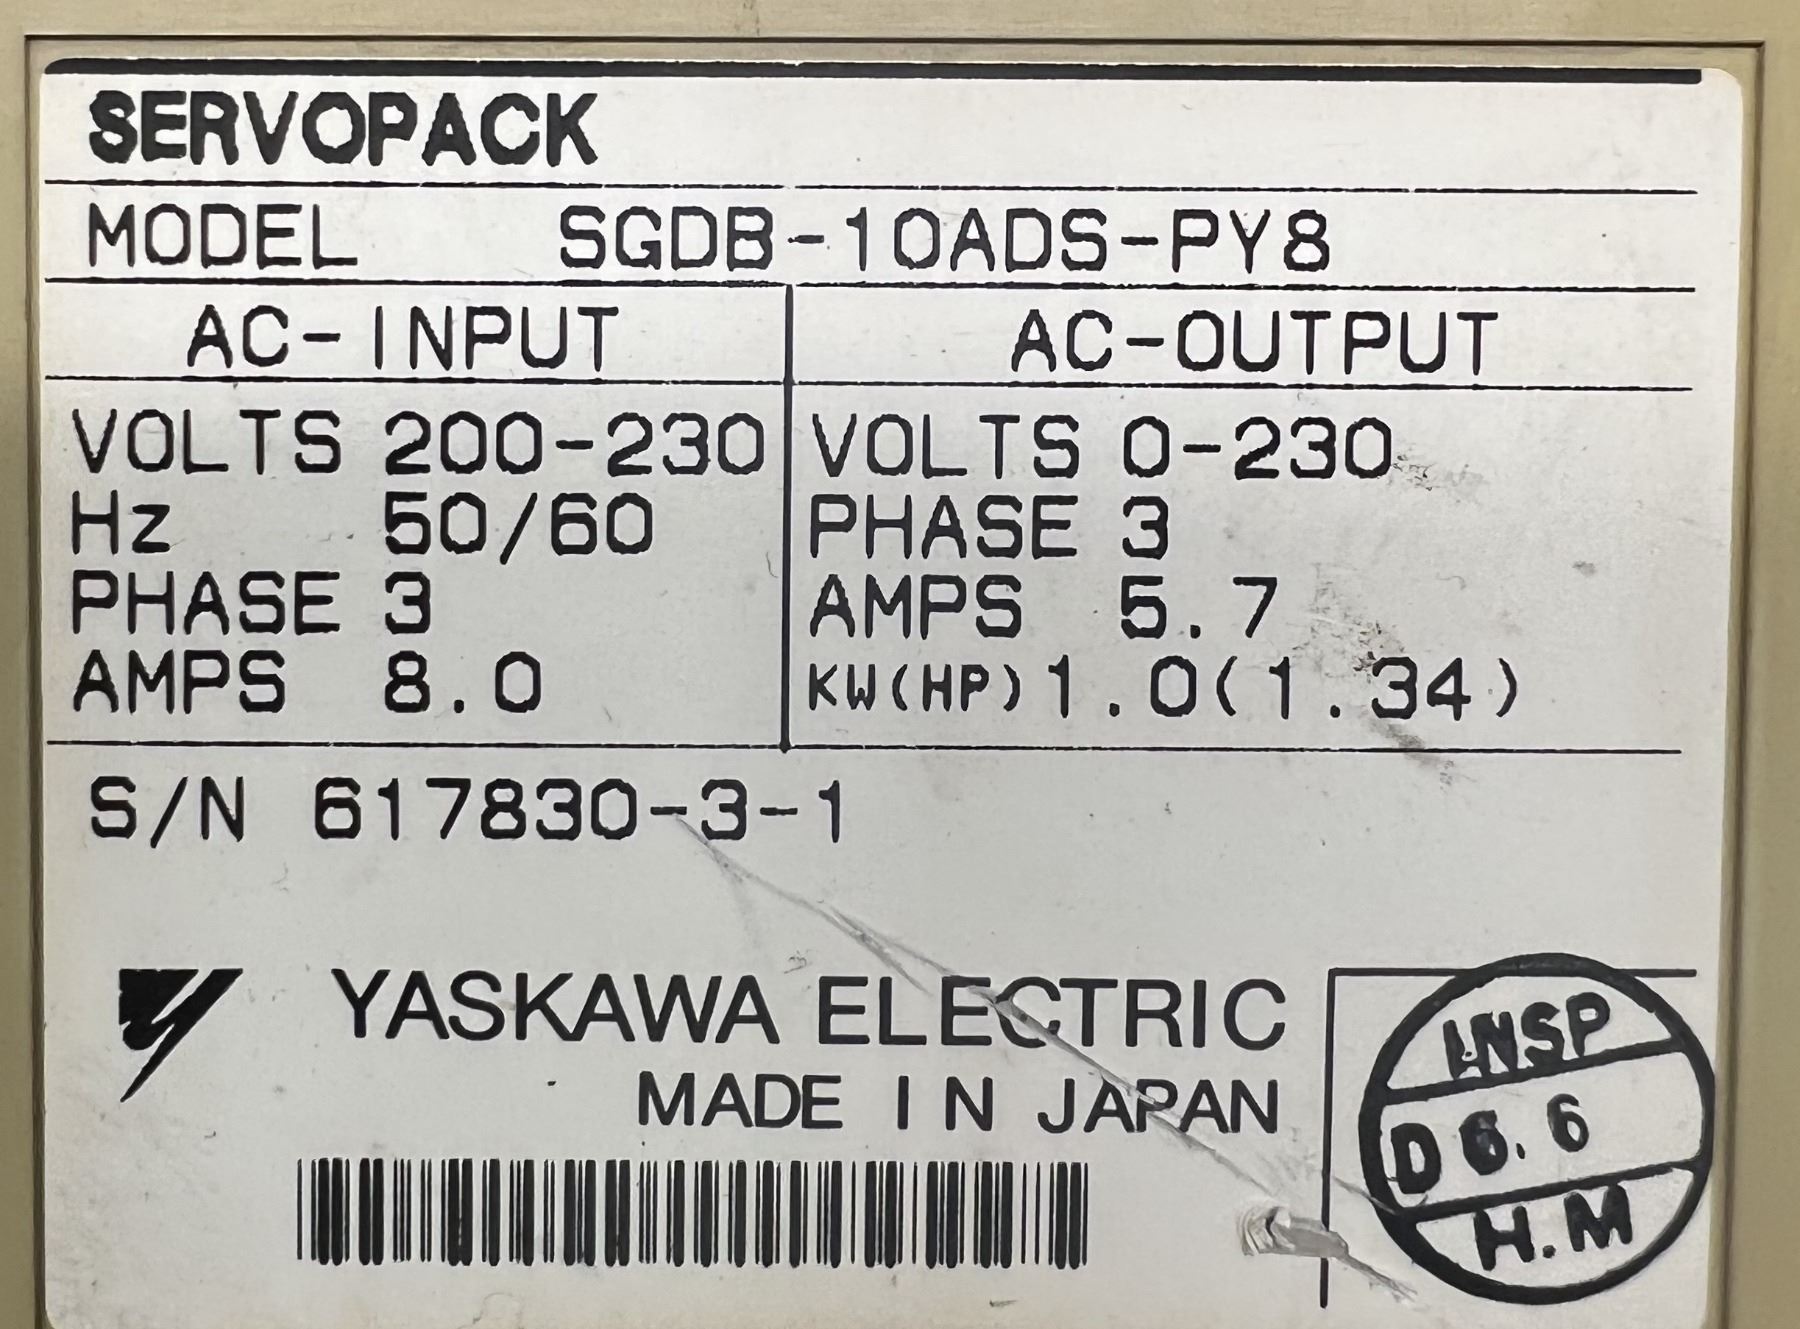 SERVOPACK
MODEL SGDB-10ADS-PY8
AC-INPUT
VOLTS 200-230
Hz 50/60
PHASE 3
AMPS 8.0
AC-OUTPUT
VOLTS 0-230
PHASE 3
AMPS 5.7
KW(HP) 1.0(1.34)
S/N 617830-3-1
YASKAWA ELECTRIC
MADE IN JAPAN
INSP
D 6. 6
H.M